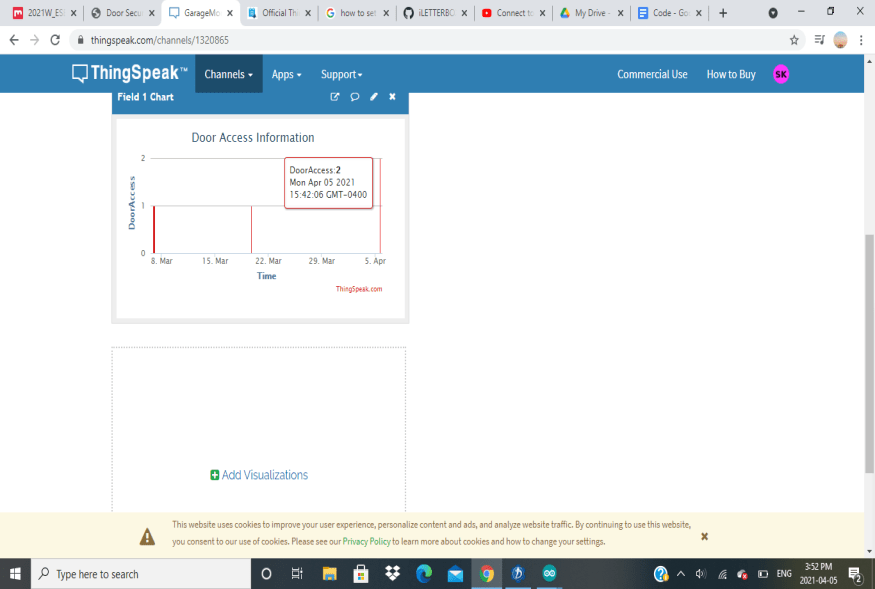 2021W_ESI
Door Secur
GarageMo
Official Th
how to set
iLETTERBO
Connect to
My Drive -
Code - Go
thingspeak.com/channels/1320865
ThingSpeak™
Channels
Apps
Support
Commercial Use
How to Buy
SK
Field 1 Chart
Door Access Information
DoorAccess
2
1
0
DoorAccess:2
Mon Apr 05 2021
15:42:06 GMT-0400
8. Mar
15. Mar
22. Mar
29. Mar
5. Apr
Time
ThingSpeak.com
Add Visualizations
This website uses cookies to improve your user experience, personalize content and ads, and analyze website traffic. By continuing to use this website,
you consent to our use of cookies. Please see our Privacy Policy to learn more about cookies and how to change your settings.
Type here to search
ENG
3:52 PM
2021-04-05
2